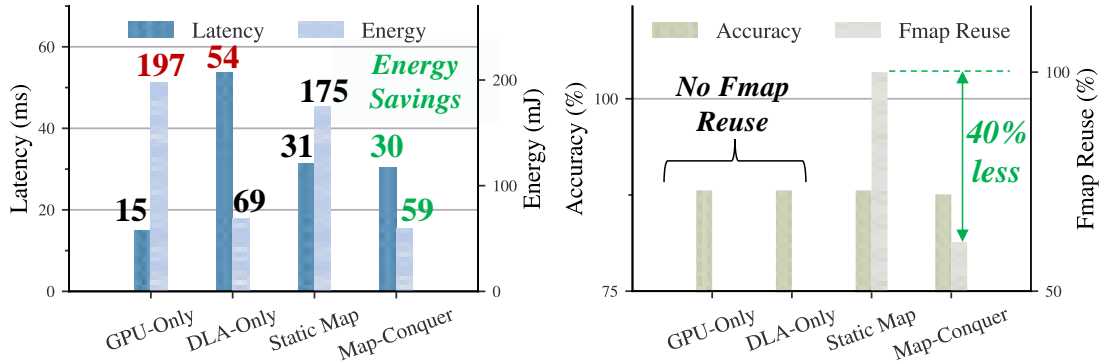 Latency Energy
Latency (ms)
60
40
20
0
197
54
175
31
30
15
69
59
Energy
Savings
200
100
0
Energy (mJ)
GPU-Only
DLA-Only
Static Map
Map-Conquer
Accuracy Fmap Reuse
Accuracy (%)
100
75
No Fmap
Reuse
40%
less
100
50
Fmap Reuse (%)
GPU-Only
DLA-Only
Static Map
Map-Conquer